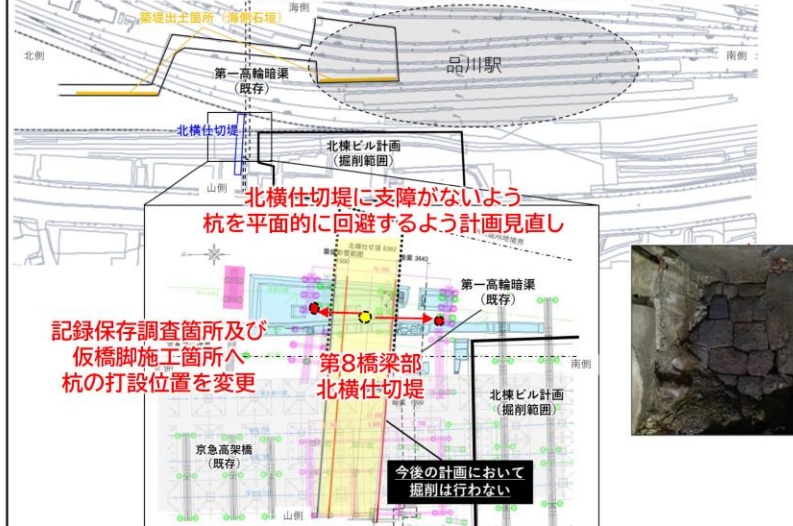 海側
築堤出土箇所（海側石垣）
北側
第一高輪暗渠
（既存）
品川駅
南側
北横仕切堤
北棟ビル計画
（掘削範囲）
山側
北横仕切堤に支障がないよう
杭を平面的に回避するよう計画見直し
北横仕切堤 6362
第一高輪暗渠
（既存）
記録保存調査箇所及び
仮橋脚施工箇所へ
杭の打設位置を変更
第8橋梁部
北横仕切堤
南側
北棟ビル計画
（掘削範囲）
京急高架橋
（既存）
今後の計画において
掘削は行わない
山側